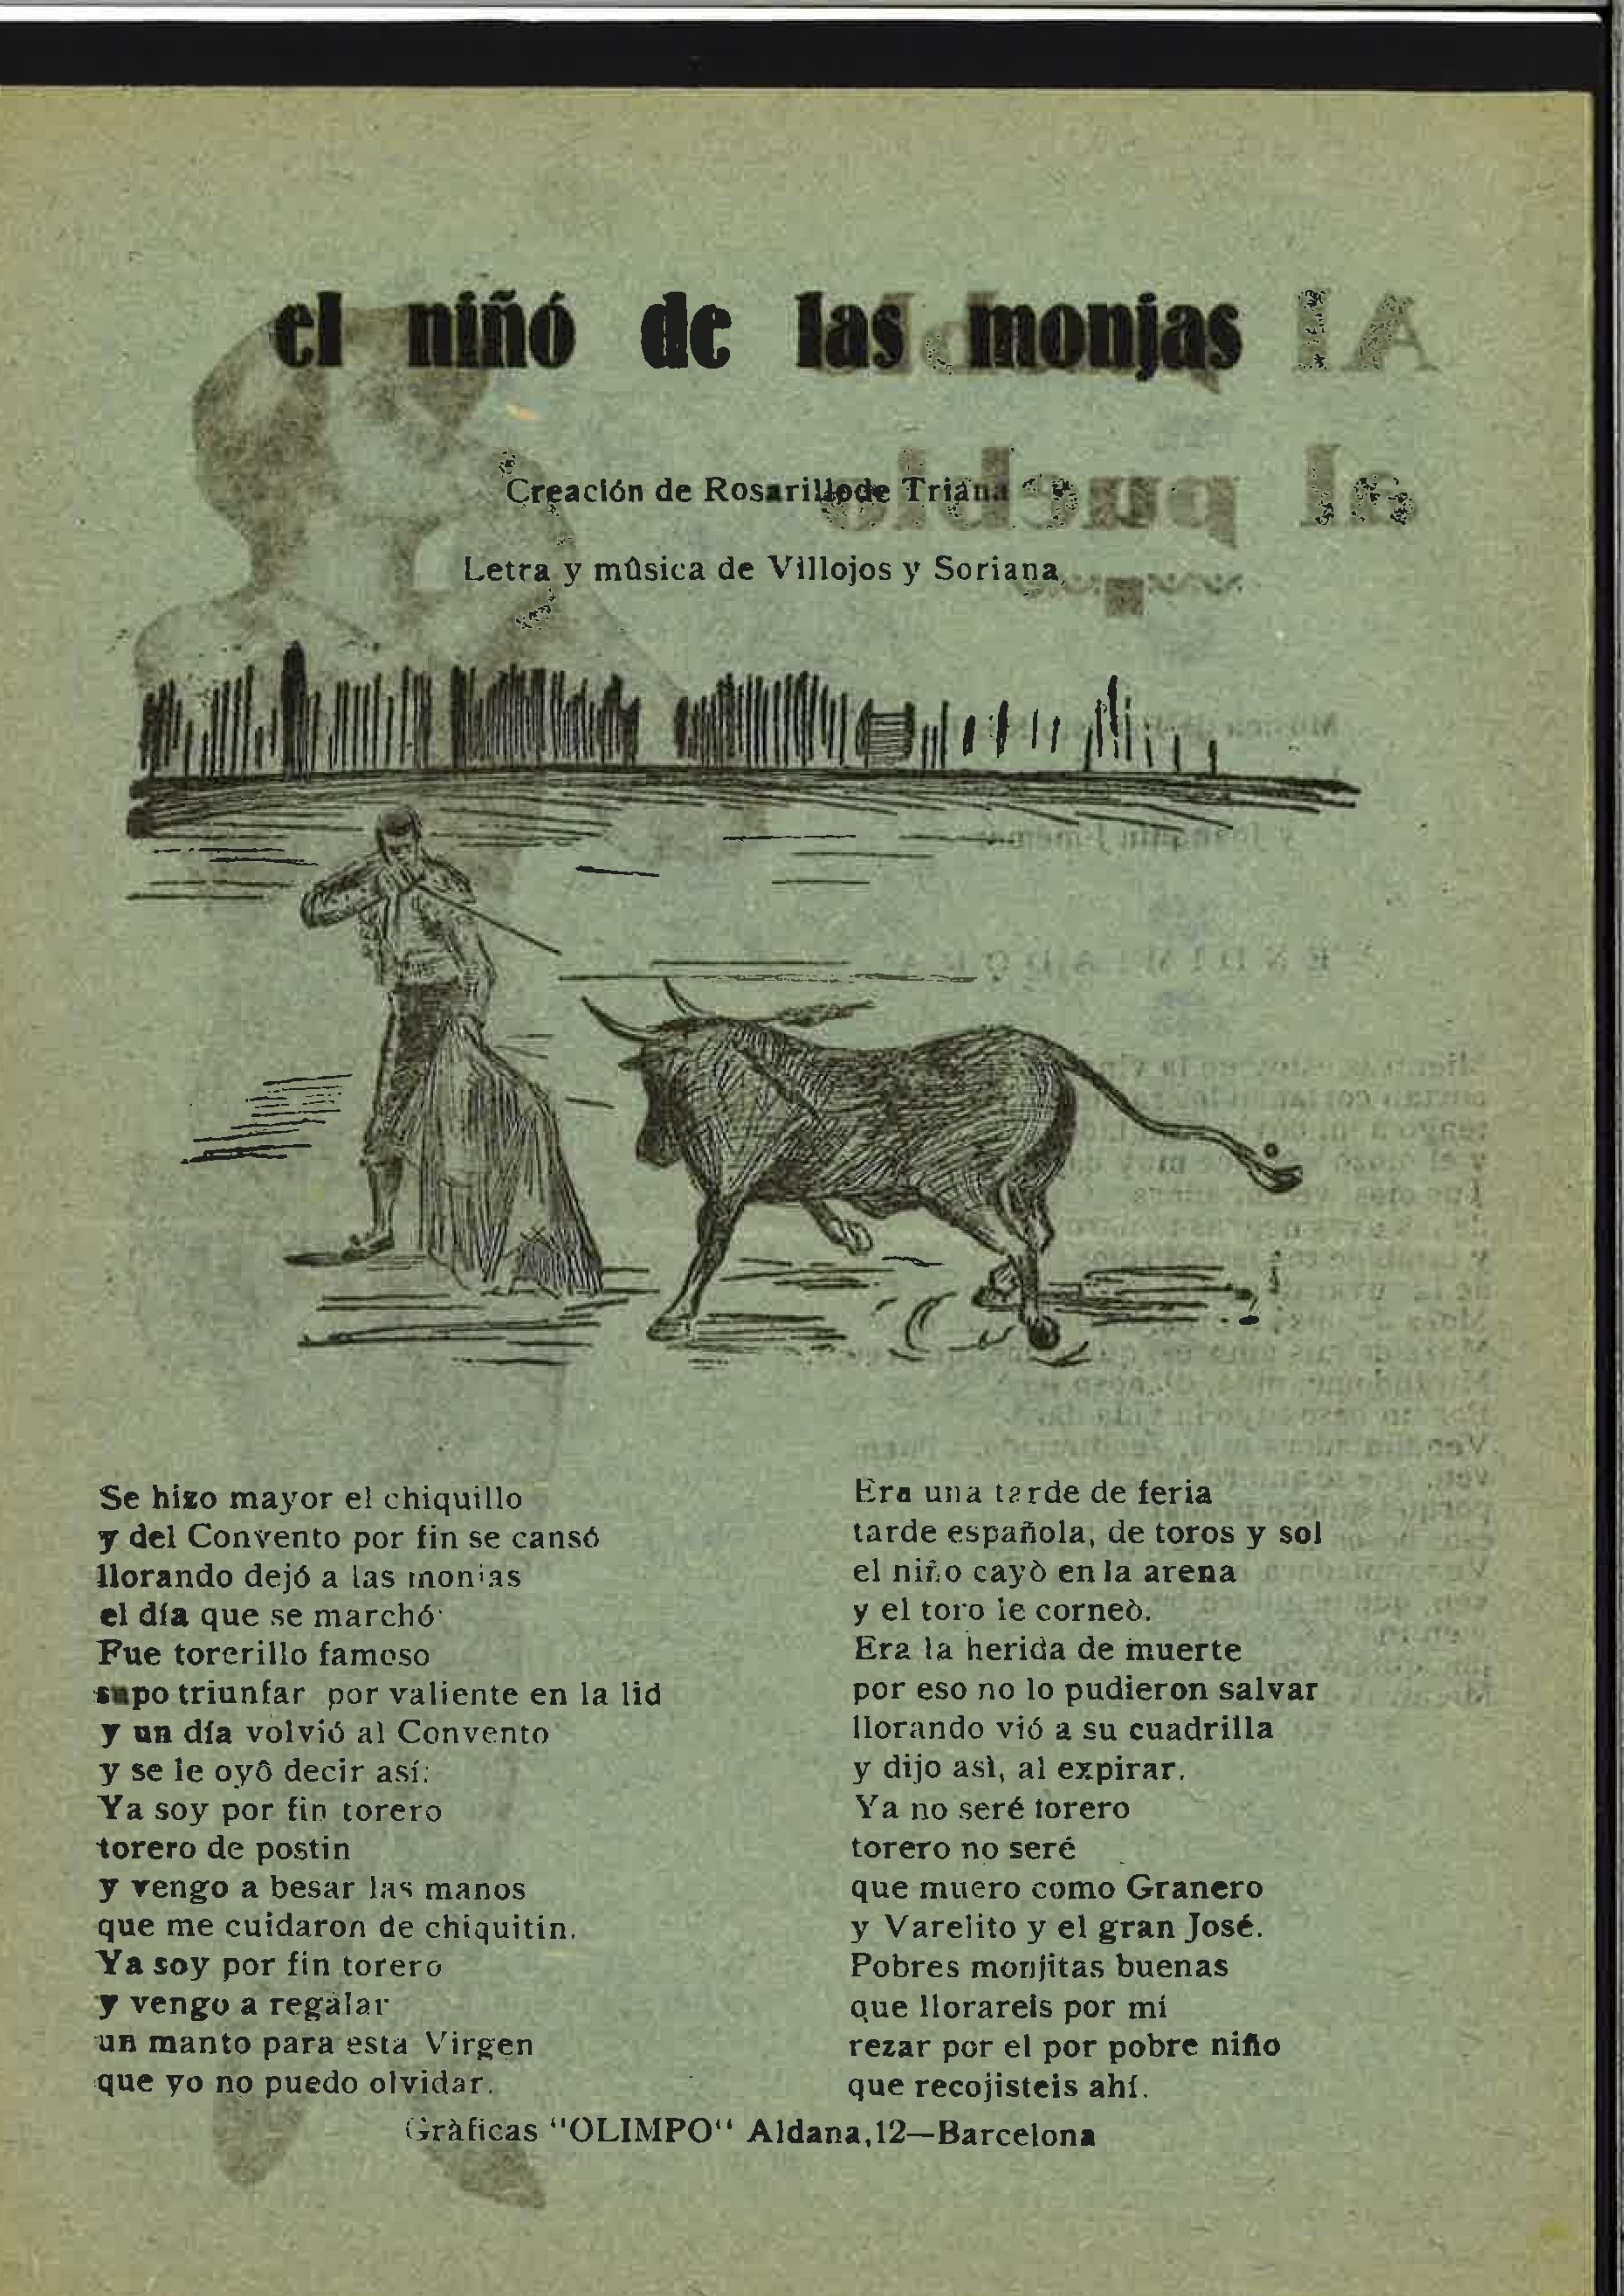 el niñó de las monjas
Creación de Rosarillode Triana
Letra y mûsica de Villojos y Soriana,
Se hizo mayor el chiquillo
y del Convento por fin se cansó
llorando dejó a las monjas
el día que se marchó
Fue torerillo famoso
supo triunfar por valiente en la lid
y un día volvió al Convento
y se le oyô decir así:
Ya soy por fin torero
torero de postin
y vengo a besar las manos
que me cuidaron de chiquitin.
Ya soy por fin torero
y vengo a regalar
un manto para esta Virgen
que yo no puedo olvidar.
Era una tarde de feria
tarde española, de toros y sol
el niño cayò en la arena
y el toro le corneò.
Era la herida de muerte
por eso no lo pudieron salvar
llorando vió a su cuadrilla
y dijo asì, al expirar.
Ya no seré torero
torero no seré
que muero como Granero
y Varelito y el gran José.
Pobres monjitas buenas
que llorareis por mí
rezar por el por pobre niño
que recojisteis ahí.
Gràficas "OLIMPO" Aldana,12—Barcelona